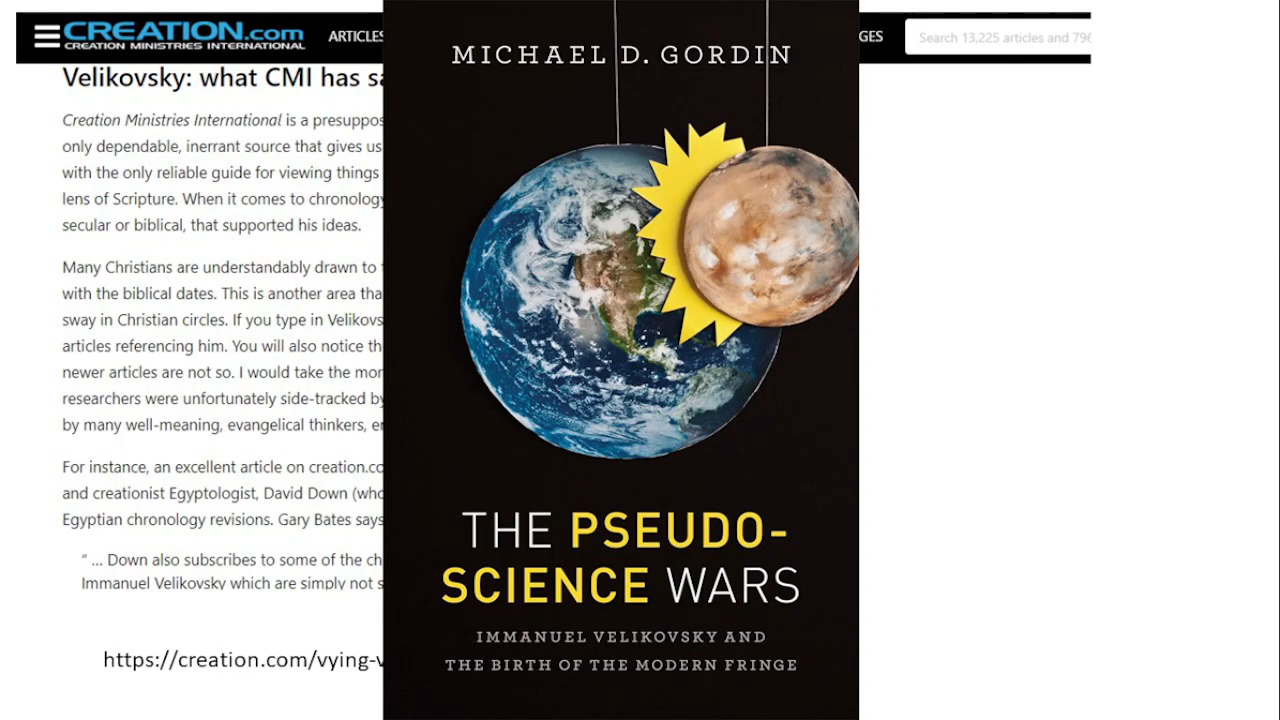 CREATION.com
CREATION MINISTRIES INTERNATIONAL
ARTICLES
GES
Search 13,225 articles and 796
Velikovsky: what CMI has sa
Creation Ministries International is a presuppos
only dependable, inerrant source that gives us
with the only reliable guide for viewing things
lens of Scripture. When it comes to chronology
secular or biblical, that supported his ideas.
Many Christians are understandably drawn to
with the biblical dates. This is another area tha
sway in Christian circles. If you type in Velikovs
articles referencing him. You will also notice th
newer articles are not so. I would take the mor
researchers were unfortunately side-tracked by
by many well-meaning, evangelical thinkers, e
For instance, an excellent article on creation.co
and creationist Egyptologist, David Down (who
Egyptian chronology revisions. Gary Bates says
“ ... Down also subscribes to some of the ch
Immanuel Velikovsky which are simply not s
https://creation.com/vying-v
MICHAEL D. GORDIN
THE PSEUDO-
SCIENCE WARS
IMMANUEL VELIKOVSKY AND
THE BIRTH OF THE MODERN FRINGE